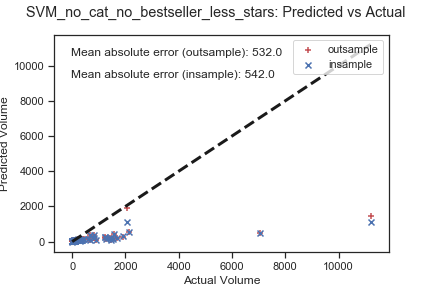 SVM_no_cat_no_bestseller_less_stars: Predicted vs Actual
Mean absolute error (outsample): 532.0
Mean absolute error (insample): 542.0
outsample
insample
10000
8000
6000
4000
2000
0
Predicted Volume
0 2000 4000 6000 8000 10000
Actual Volume